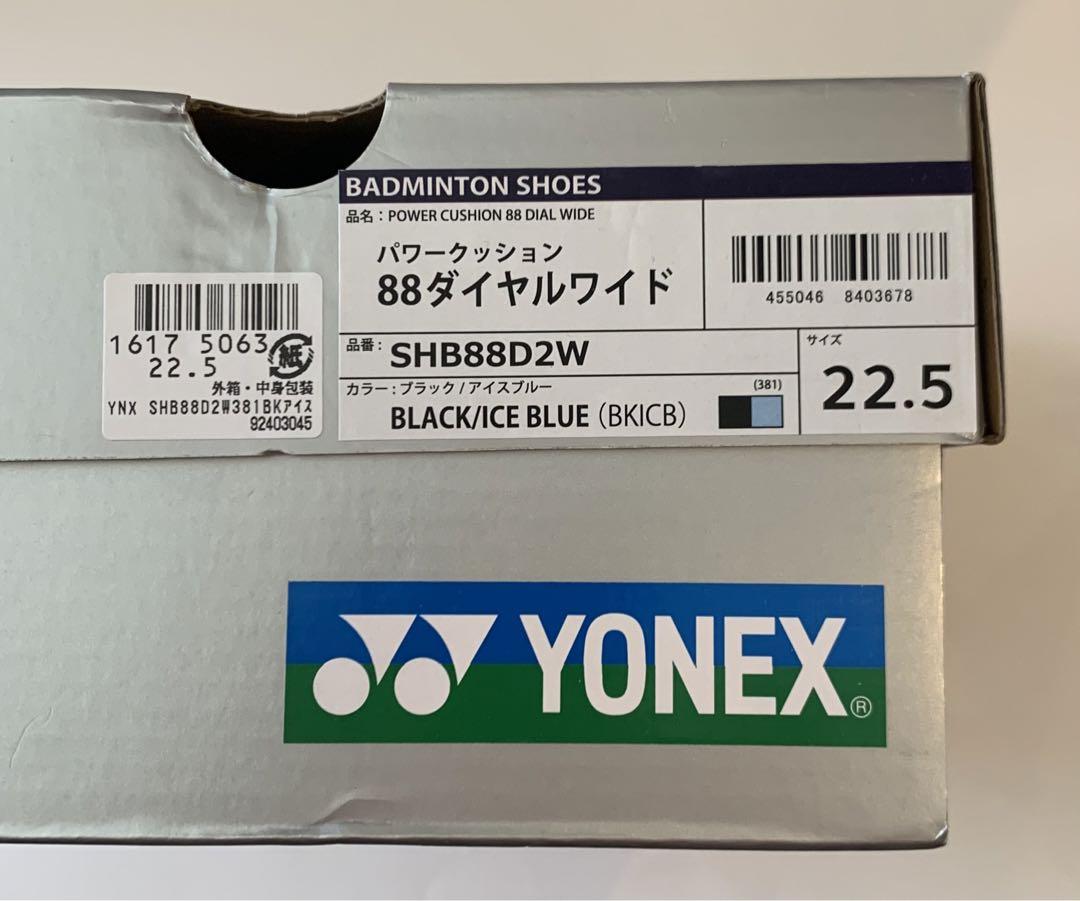 BADMINTON SHOES
品名：POWER CUSHION 88 DIAL WIDE
パワークッション
88ダイヤルワイド
455046 8403678
品番： SHB88D2W
サイズ
22.5
カラー：ブラック/アイスブルー
(381)
BLACK/ICE BLUE（BKICB）
1617 5063
紙
22.5
外箱・中身包装
YNX SHB88D2W381BKアイス
92403045
YONEX®